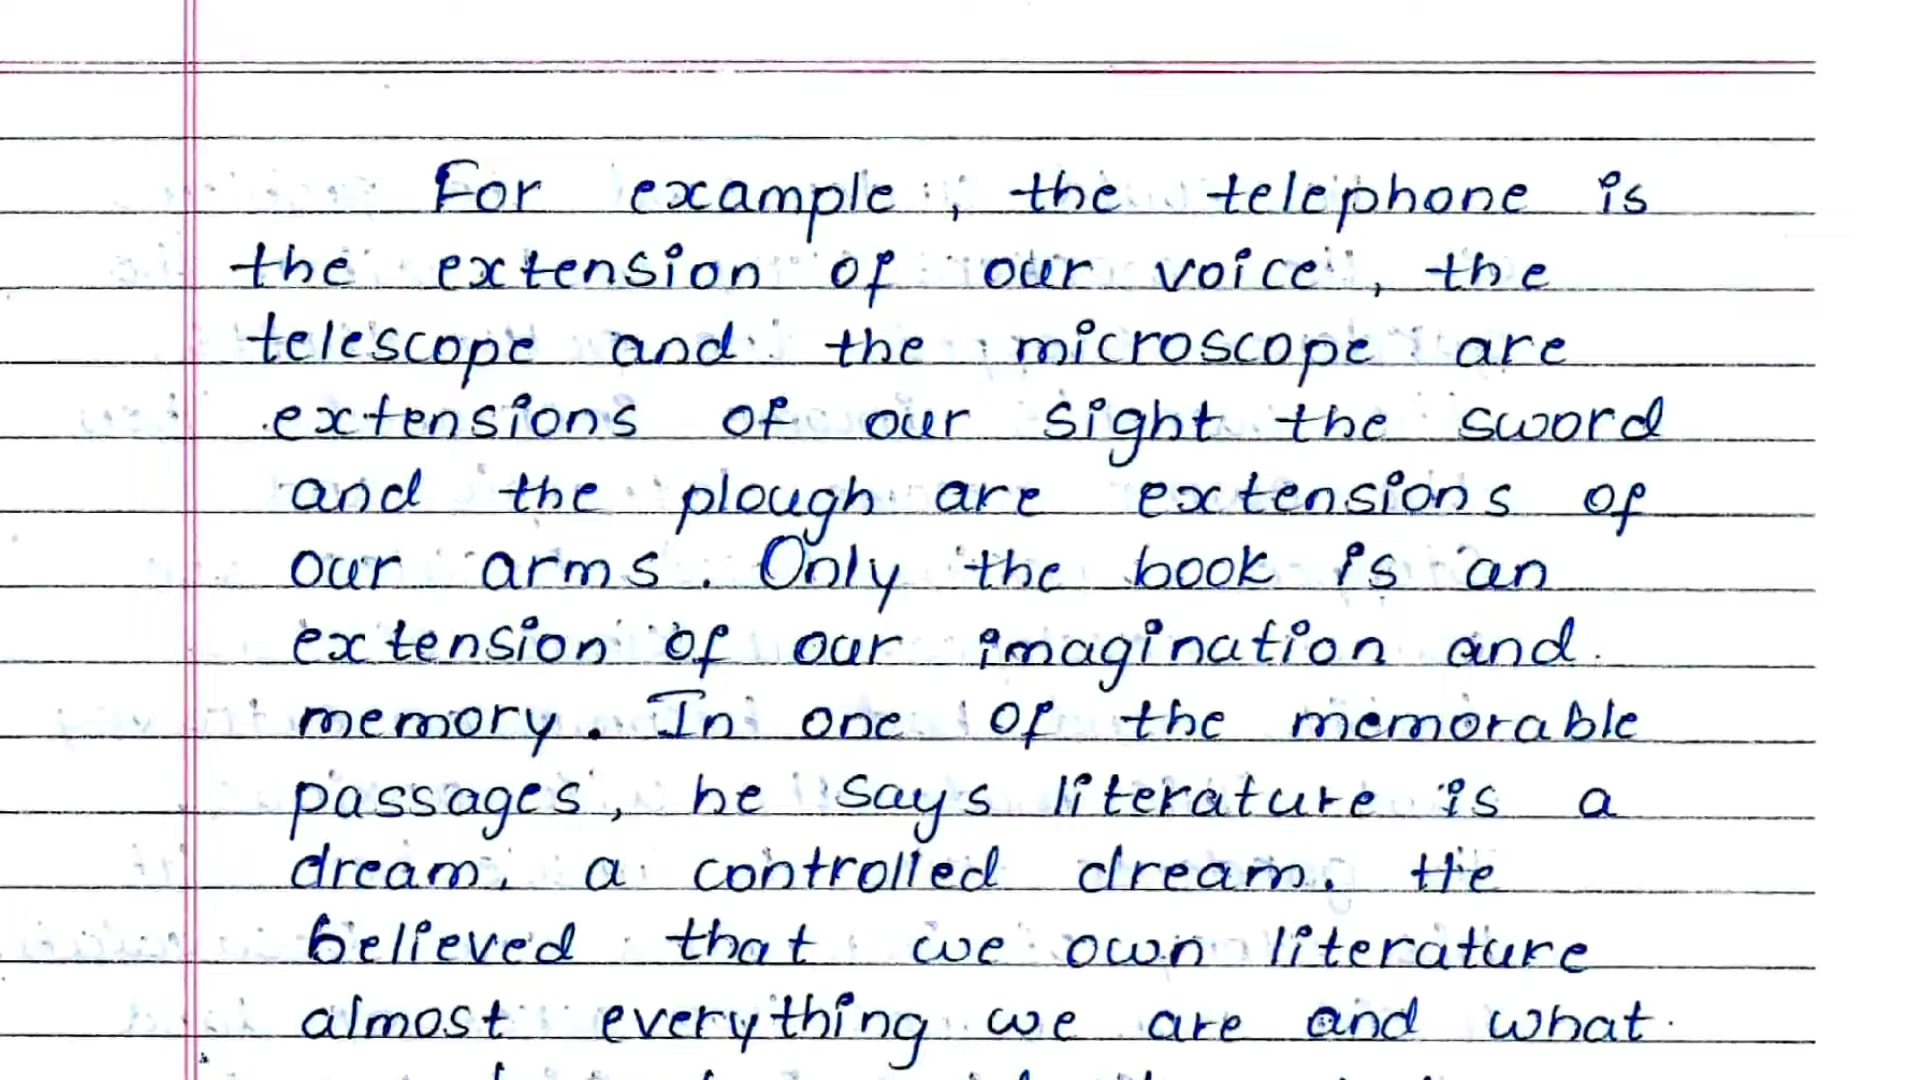 For example, the telephone is
the extension of our voice, the
telescope and the microscope are
extensions of our sight the sword
and the plough are extensions of
our arms. Only the book is an
extension of our imagination and
memory. In one of the memorable
passages, he says literature is a
dream, a controlled dream. He
believed that we own literature
almost everything we are and what